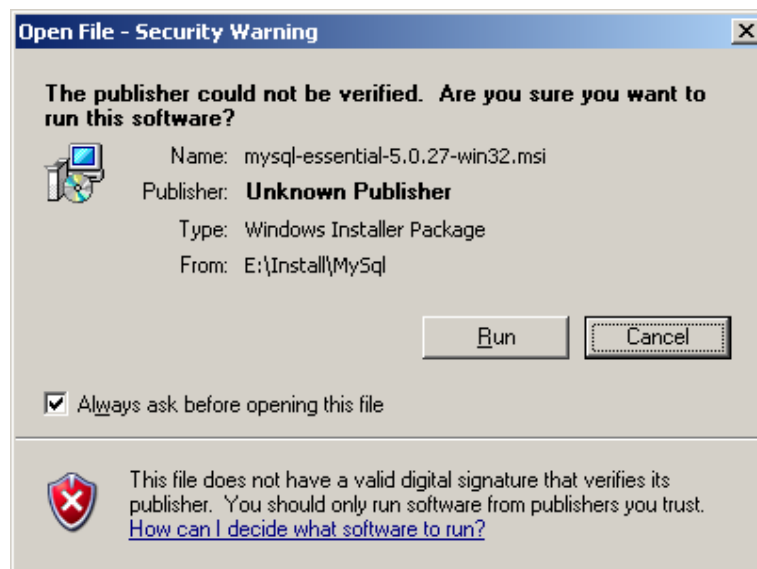 Open File - Security Warning
The publisher could not be verified. Are you sure you want to
run this software?
Name: mysql-essential-5.0.27-win32.msi
Publisher: Unknown Publisher
Type: Windows Installer Package
From: E:\Install\MySql
Run Cancel
Always ask before opening this file
This file does not have a valid digital signature that verifies its
publisher. You should only run software from publishers you trust.
How can I decide what software to run?